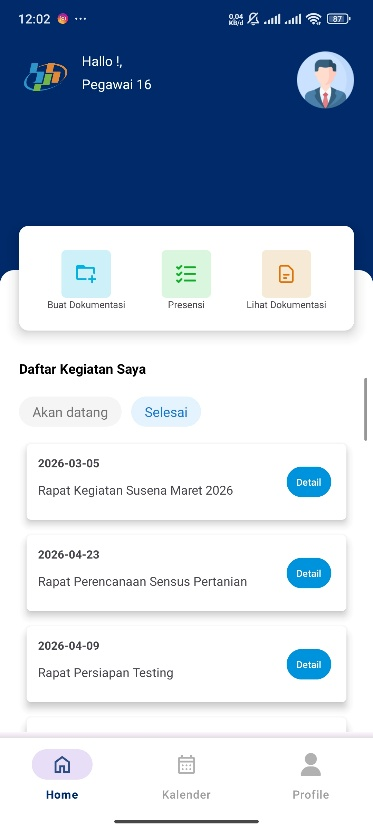 12:02
0,04
KB/d
87
Hallo !,
Pegawai 16
Buat Dokumentasi
Presensi
Lihat Dokumentasi
Daftar Kegiatan Saya
Akan datang
Selesai
2026-03-05
Rapat Kegiatan Susena Maret 2026
Detail
2026-04-23
Rapat Perencanaan Sensus Pertanian
Detail
2026-04-09
Rapat Persiapan Testing
Detail
Home
Kalender
Profile